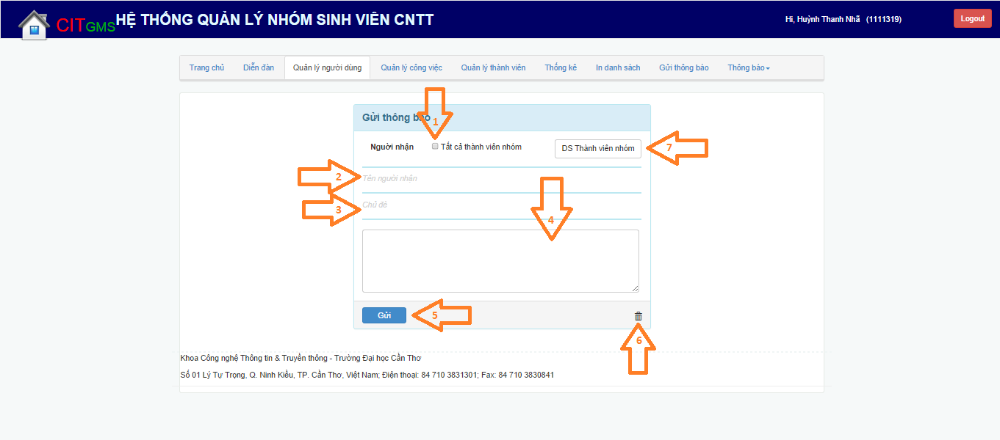 CITGMS HỆ THỐNG QUẢN LÝ NHÓM SINH VIÊN CNTT
Hi, Huỳnh Thanh Nhã (1111319)
Logout
Trang chủ Diễn đàn Quản lý người dùng Quản lý công việc Quản lý thành viên Thống kê In danh sách Gửi thông báo Thông báo
Gửi thông báo
1
Người nhận Tất cả thành viên nhóm DS Thành viên nhóm
7
2
Tên người nhận
3
Chủ đề
4
Gửi
5
6
Khoa Công nghệ Thông tin & Truyền thông - Trường Đại học Cần Thơ
Số 01 Lý Tự Trọng, Q. Ninh Kiều, TP. Cần Thơ, Việt Nam; Điện thoại: 84 710 3831301; Fax: 84 710 3830841